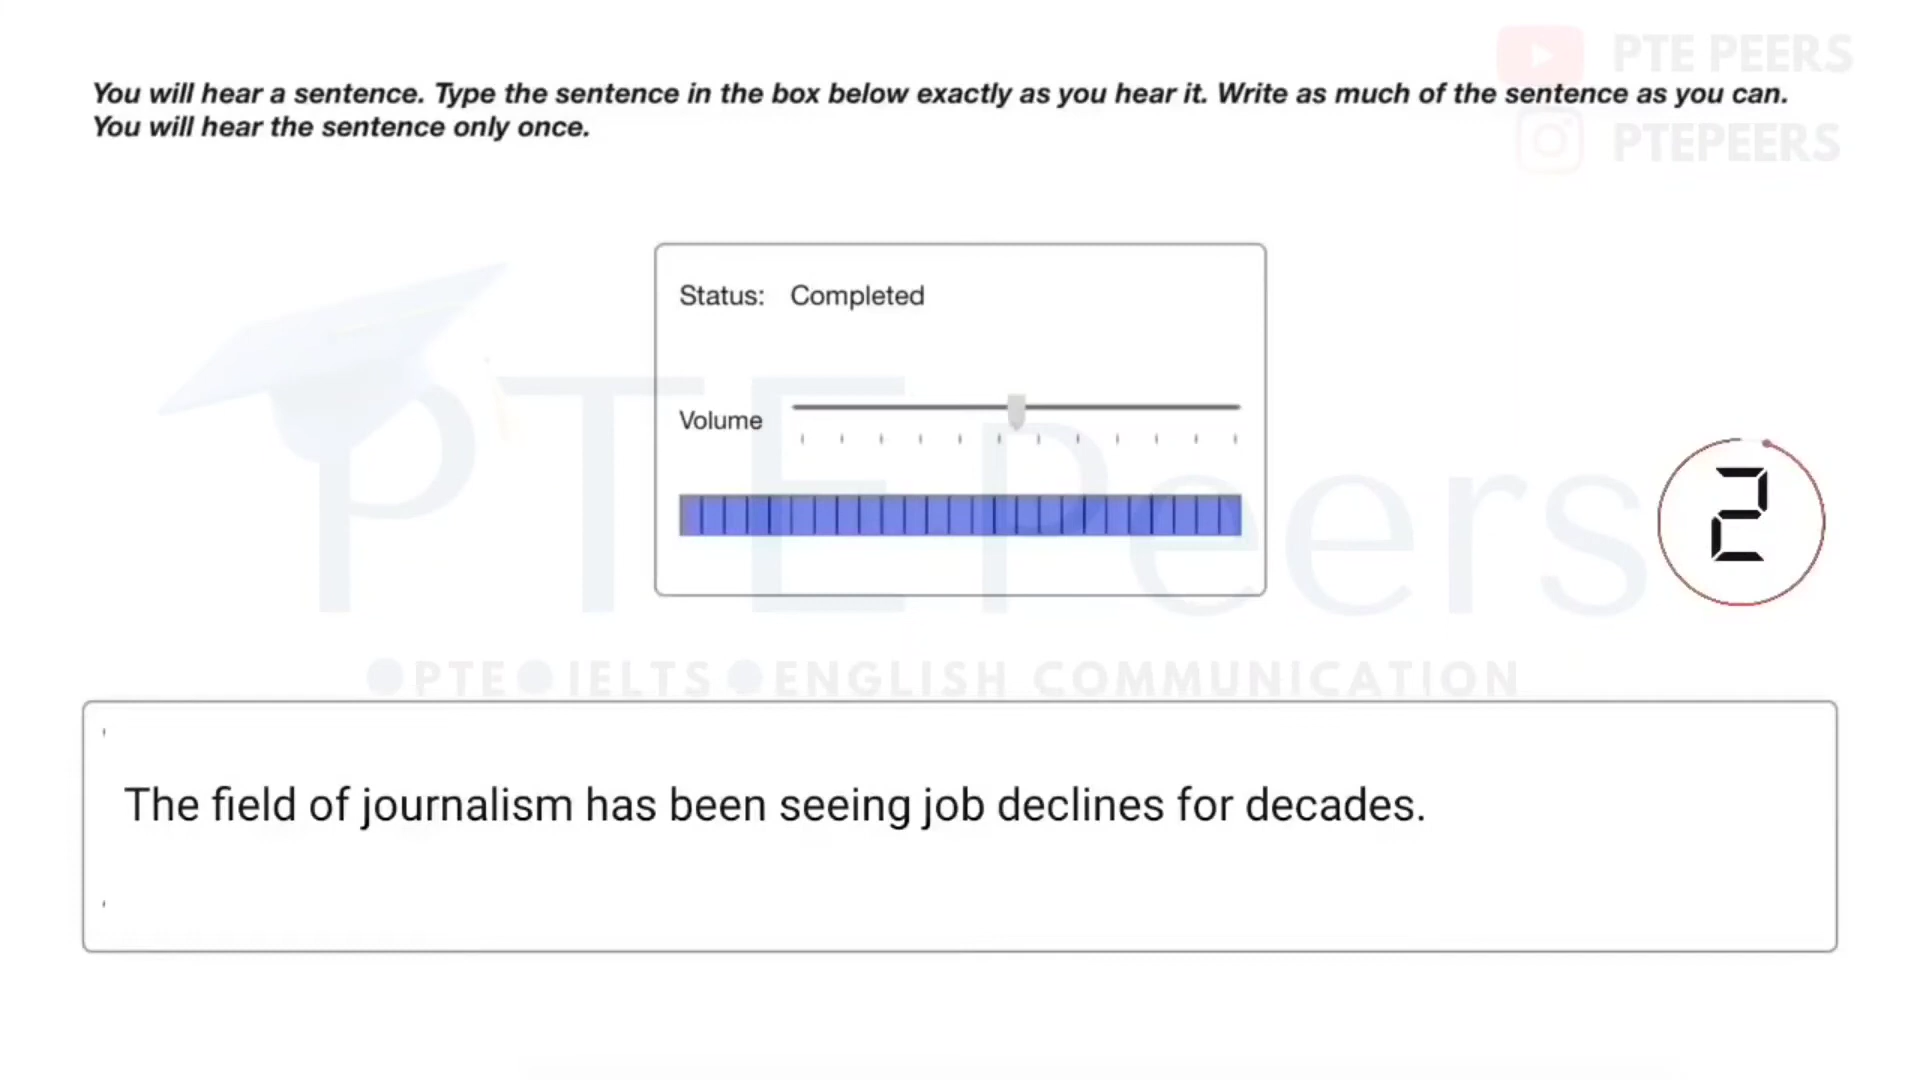 PTE PEERS
You will hear a sentence. Type the sentence in the box below exactly as you hear it. Write as much of the sentence as you can.
You will hear the sentence only once.
PTEPEERS
Status: Completed
Volume
2
PTE Peers
PTE IELTS ENGLISH COMMUNICATION
The field of journalism has been seeing job declines for decades.